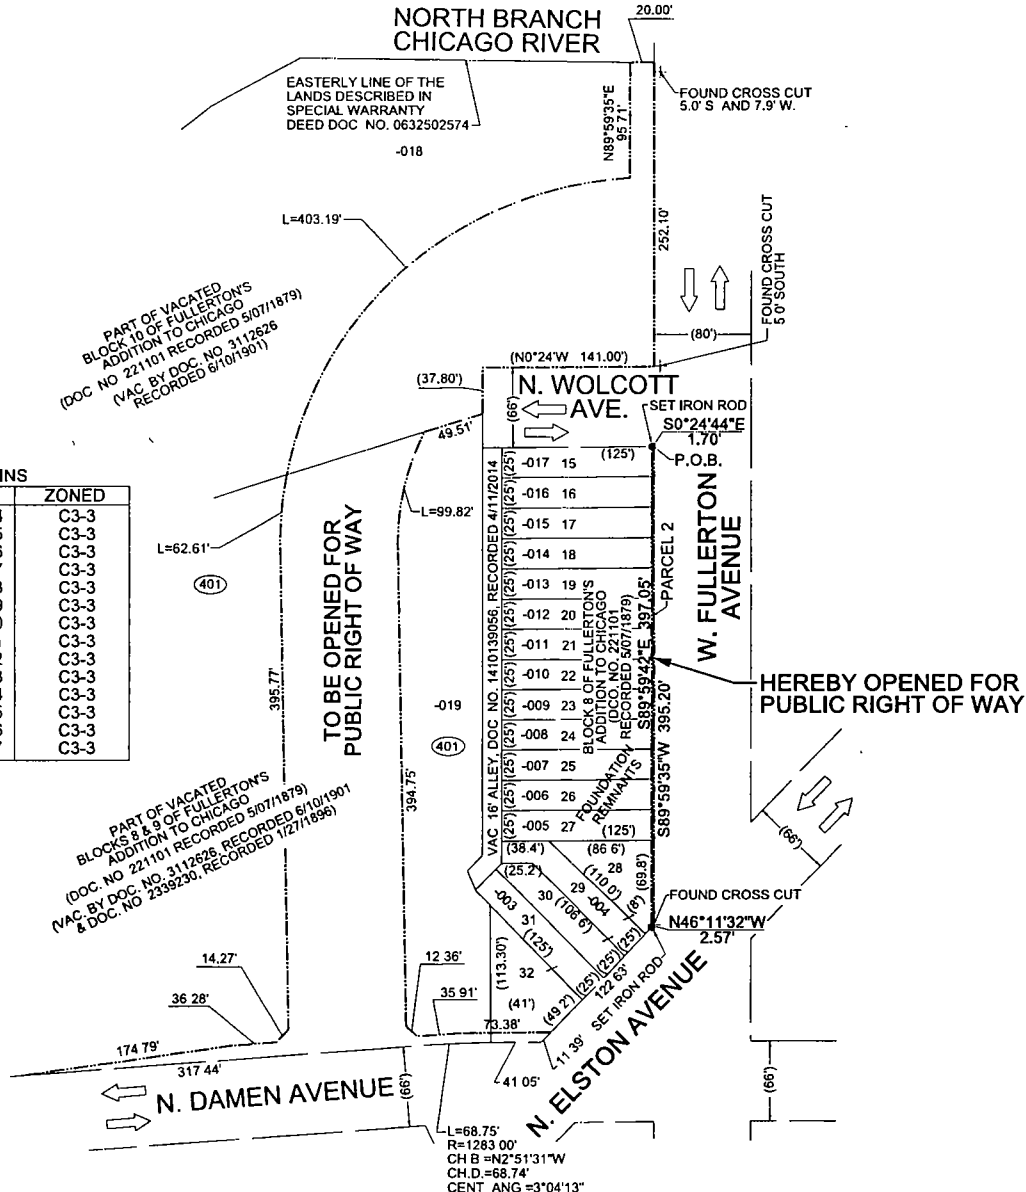 NORTH BRANCH
CHICAGO RIVER
20.00'
EASTERLY LINE OF THE
LANDS DESCRIBED IN
SPECIAL WARRANTY
DEED DOC NO. 0632502574
-018
N89°59'35"E
95 71'
FOUND CROSS CUT
5.0' S AND 7.9' W.
L=403.19'
252.10'
FOUND CROSS CUT
5 0' SOUTH
(80')
PART OF VACATED
BLOCK 10 OF FULLERTON'S
ADDITION TO CHICAGO
(DOC NO 221101 RECORDED 5/07/1879)
(VAC BY DOC. NO 3112626
RECORDED 6/10/1901)
(N0°24'W 141.00')
(37.80')
N. WOLCOTT
AVE.
(66')
SET IRON ROD
S0°24'44"E
1.70'
P.O.B.
49.51'
(125')
INS
ZONED
C3-3
C3-3
C3-3
C3-3
C3-3
C3-3
C3-3
C3-3
C3-3
C3-3
C3-3
C3-3
C3-3
C3-3
L=99.82'
L=62.61'
401
TO BE OPENED FOR
PUBLIC RIGHT OF WAY
395.77'
394.75'
-019
401
VAC 16' ALLEY, DOC NO. 1410139056, RECORDED 4/11/2014
(25') -017 15
(25') -016 16
(25') -015 17
(25') -014 18
(25') -013 19
(25') -012 20
(25') -011 21
(25') -010 22
(25') -009 23
(25') -008 24
(25') -007 25
(25') -006 26
(25') -005 27
(125')
BLOCK 8 OF FULLERTON'S
ADDITION TO CHICAGO
(DCO. NO. 221101
RECORDED 5/07/1879)
FOUNDATION
REMNANTS
S89°59'42"E 397.05'
PARCEL 2
S89°59'35"W 395.20'
W. FULLERTON
AVENUE
HEREBY OPENED FOR
PUBLIC RIGHT OF WAY
(66')
PART OF VACATED
BLOCKS 8 & 9 OF FULLERTON'S
ADDITION TO CHICAGO
(DOC. NO 221101 RECORDED 5/07/1879)
(VAC. BY DOC. NO. 3112626, RECORDED 6/10/1901
& DOC. NO 2339230, RECORDED 1/27/1896)
(38.4')
(86 6')
28
(69.8')
(25.2')
(110 0')
29
-004
(8')
30
(106 6')
-003
31
(125')
32
(113.30')
(41')
(25')
(25')
(25')
(49 2')
122 63'
SET IRON ROD
FOUND CROSS CUT
N46°11'32"W
2.57'
14.27'
36 28'
12 36'
35 91'
73.38'
11 39'
41 05'
174 79'
317 44'
N. DAMEN AVENUE
(66')
N. ELSTON AVENUE
(66')
L=68.75'
R=1283 00'
CH B =N2°51'31"W
CH.D.=68.74'
CENT ANG =3°04'13"